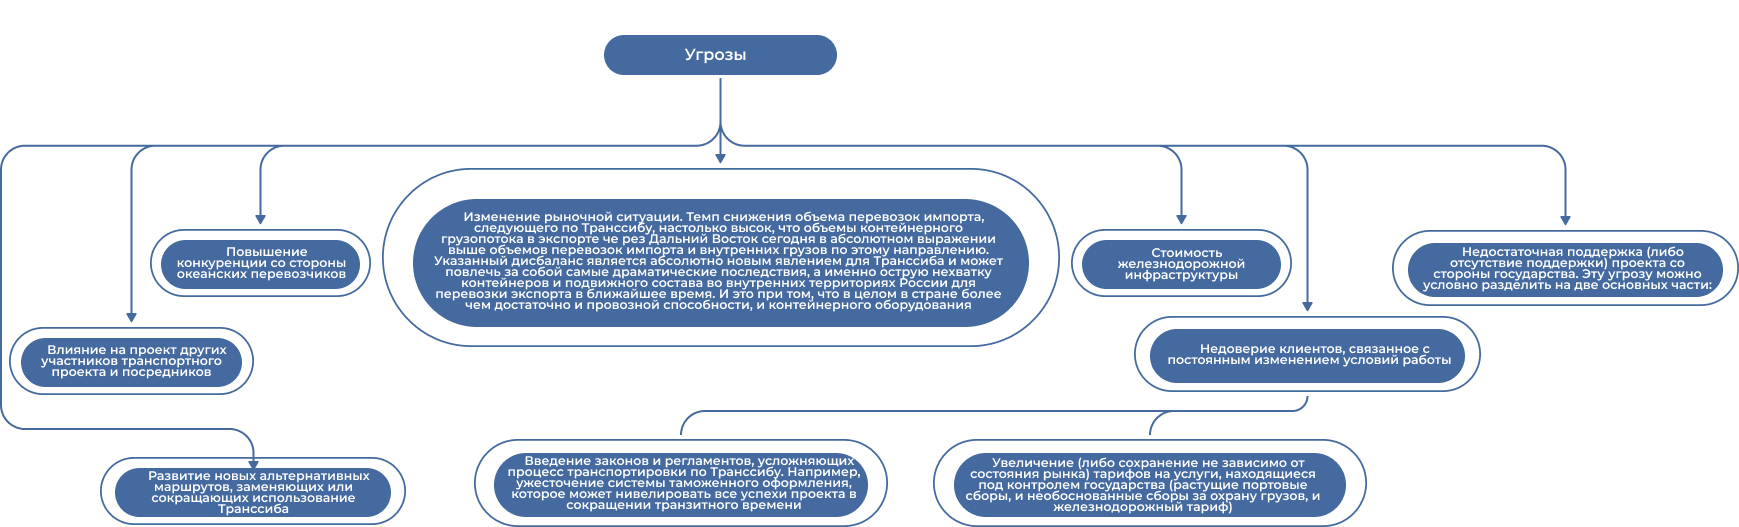 Угрозы
Изменение рыночной ситуации. Темп снижения объема перевозок импорта,
следующего по Транссибу, настолько высок, что объемы контейнерного
грузопотока в экспорте че рез Дальний Восток сегодня в абсолютном выражении
выше объемов перевозок импорта и внутренних грузов по этому направлению.
Указанный дисбаланс является абсолютно новым явлением для Транссиба и может
повлечь за собой самые драматические последствия, а именно острую нехватку
контейнеров и подвижного состава во внутренних территориях России для
перевозки экспорта в ближайшее время. И это при том, что в целом в стране более
чем достаточно и провозной способности, и контейнерного оборудования
Повышение
конкуренции со стороны
океанских перевозчиков
Стоимость
железнодорожной
инфраструктуры
Недостаточная поддержка (либо
отсутствие поддержки) проекта со
стороны государства. Эту угрозу можно
условно разделить на две основных части:
Влияние на проект других
участников транспортного
проекта и посредников
Недоверие клиентов, связанное с
постоянным изменением условий работы
Развитие новых альтернативных
маршрутов, заменяющих или
сокращающих использование
Транссиба
Введение законов и регламентов, усложняющих
процесс транспортировки по Транссибу. Например,
ужесточение системы таможенного оформления,
которое может нивелировать все успехи проекта в
сокращении транзитного времени
Увеличение (либо сохранение не зависимо от
состояния рынка) тарифов на услуги, находящиеся
под контролем государства (растущие портовые
сборы, и необоснованные сборы за охрану грузов, и
железнодорожный тариф)